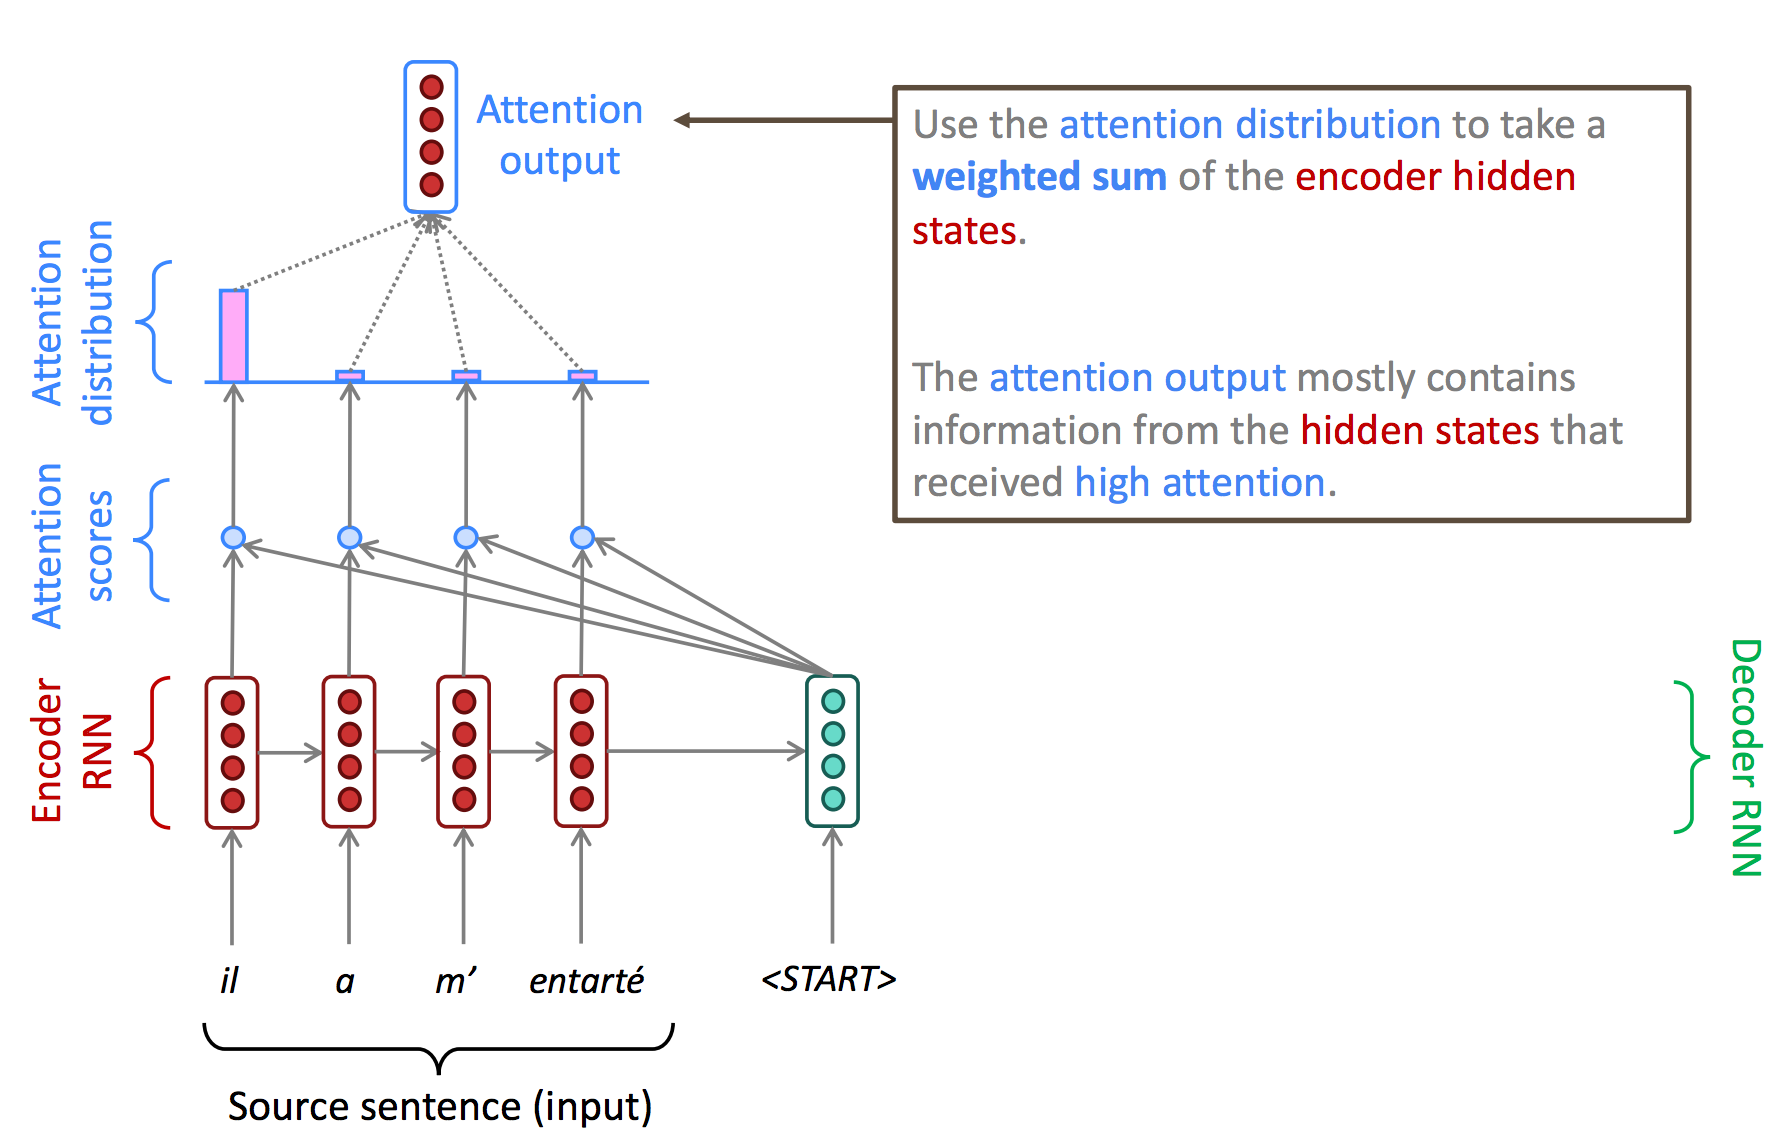 Attention
output
Use the attention distribution to take a
weighted sum of the encoder hidden
states.
The attention output mostly contains
information from the hidden states that
received high attention.
Attention
distribution
Attention
scores
Encoder
RNN
Decoder RNN
il a m’ entarté <START>
Source sentence (input)